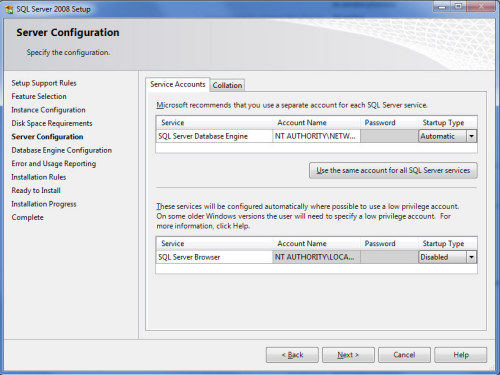 SQL Server 2008 Setup
Server Configuration
Specify the configuration.
Setup Support Rules
Feature Selection
Instance Configuration
Disk Space Requirements
Server Configuration
Database Engine Configuration
Error and Usage Reporting
Installation Rules
Ready to Install
Installation Progress
Complete
Service Accounts Collation
Microsoft recommends that you use a separate account for each SQL Server service.
Service Account Name Password Startup Type
SQL Server Database Engine NT AUTHORITY\NETW... Automatic
Use the same account for all SQL Server services
These services will be configured automatically where possible to use a low privilege account.
On some older Windows versions the user will need to specify a low privilege account. For
more information, click Help.
Service Account Name Password Startup Type
SQL Server Browser NT AUTHORITY\LOCA... Disabled
< Back Next > Cancel Help